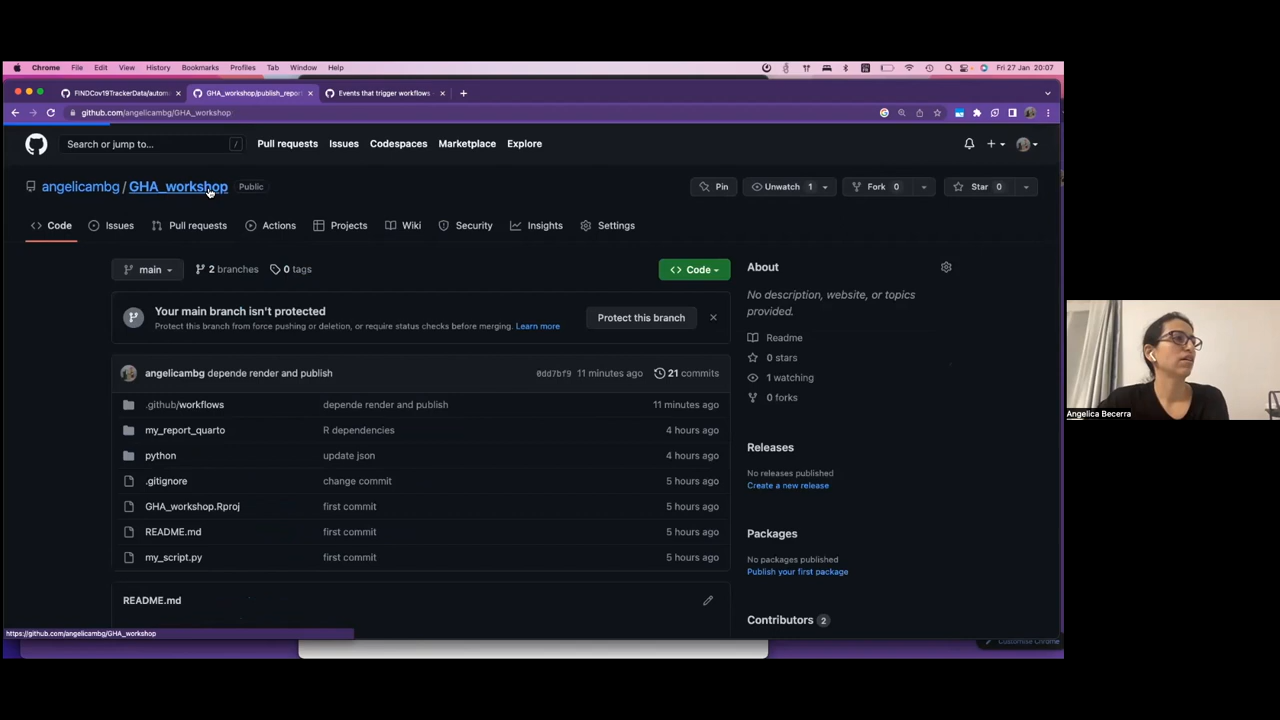 Chrome File Edit View History Bookmarks Profiles Tab Window Help Fri 27 Jan 20:07
FINDCov19TrackerData/autom
GHA_workshop/publish_report
Events that trigger workflows -
github.com/angelicambg/GHA_workshop
Search or jump to... /
Pull requests Issues Codespaces Marketplace Explore
angelicambg / GHA_workshop Public
Pin Unwatch 1 Fork 0 Star 0
Code Issues Pull requests Actions Projects Wiki Security Insights Settings
main 2 branches 0 tags Code
Your main branch isn't protected
Protect this branch from force pushing or deletion, or require status checks before merging. Learn more
Protect this branch
angelicambg depende render and publish 0dd7bf9 11 minutes ago 21 commits
.github/workflows depende render and publish 11 minutes ago
my_report_quarto R dependencies 4 hours ago
python update json 4 hours ago
.gitignore change commit 5 hours ago
GHA_workshop.Rproj first commit 5 hours ago
README.md first commit 5 hours ago
my_script.py first commit 5 hours ago
README.md
About
No description, website, or topics
provided.
Readme
0 stars
1 watching
0 forks
Releases
No releases published
Create a new release
Packages
No packages published
Publish your first package
Contributors 2
https://github.com/angelicambg/GHA_workshop
Customise Chrome
Angelica Becerra